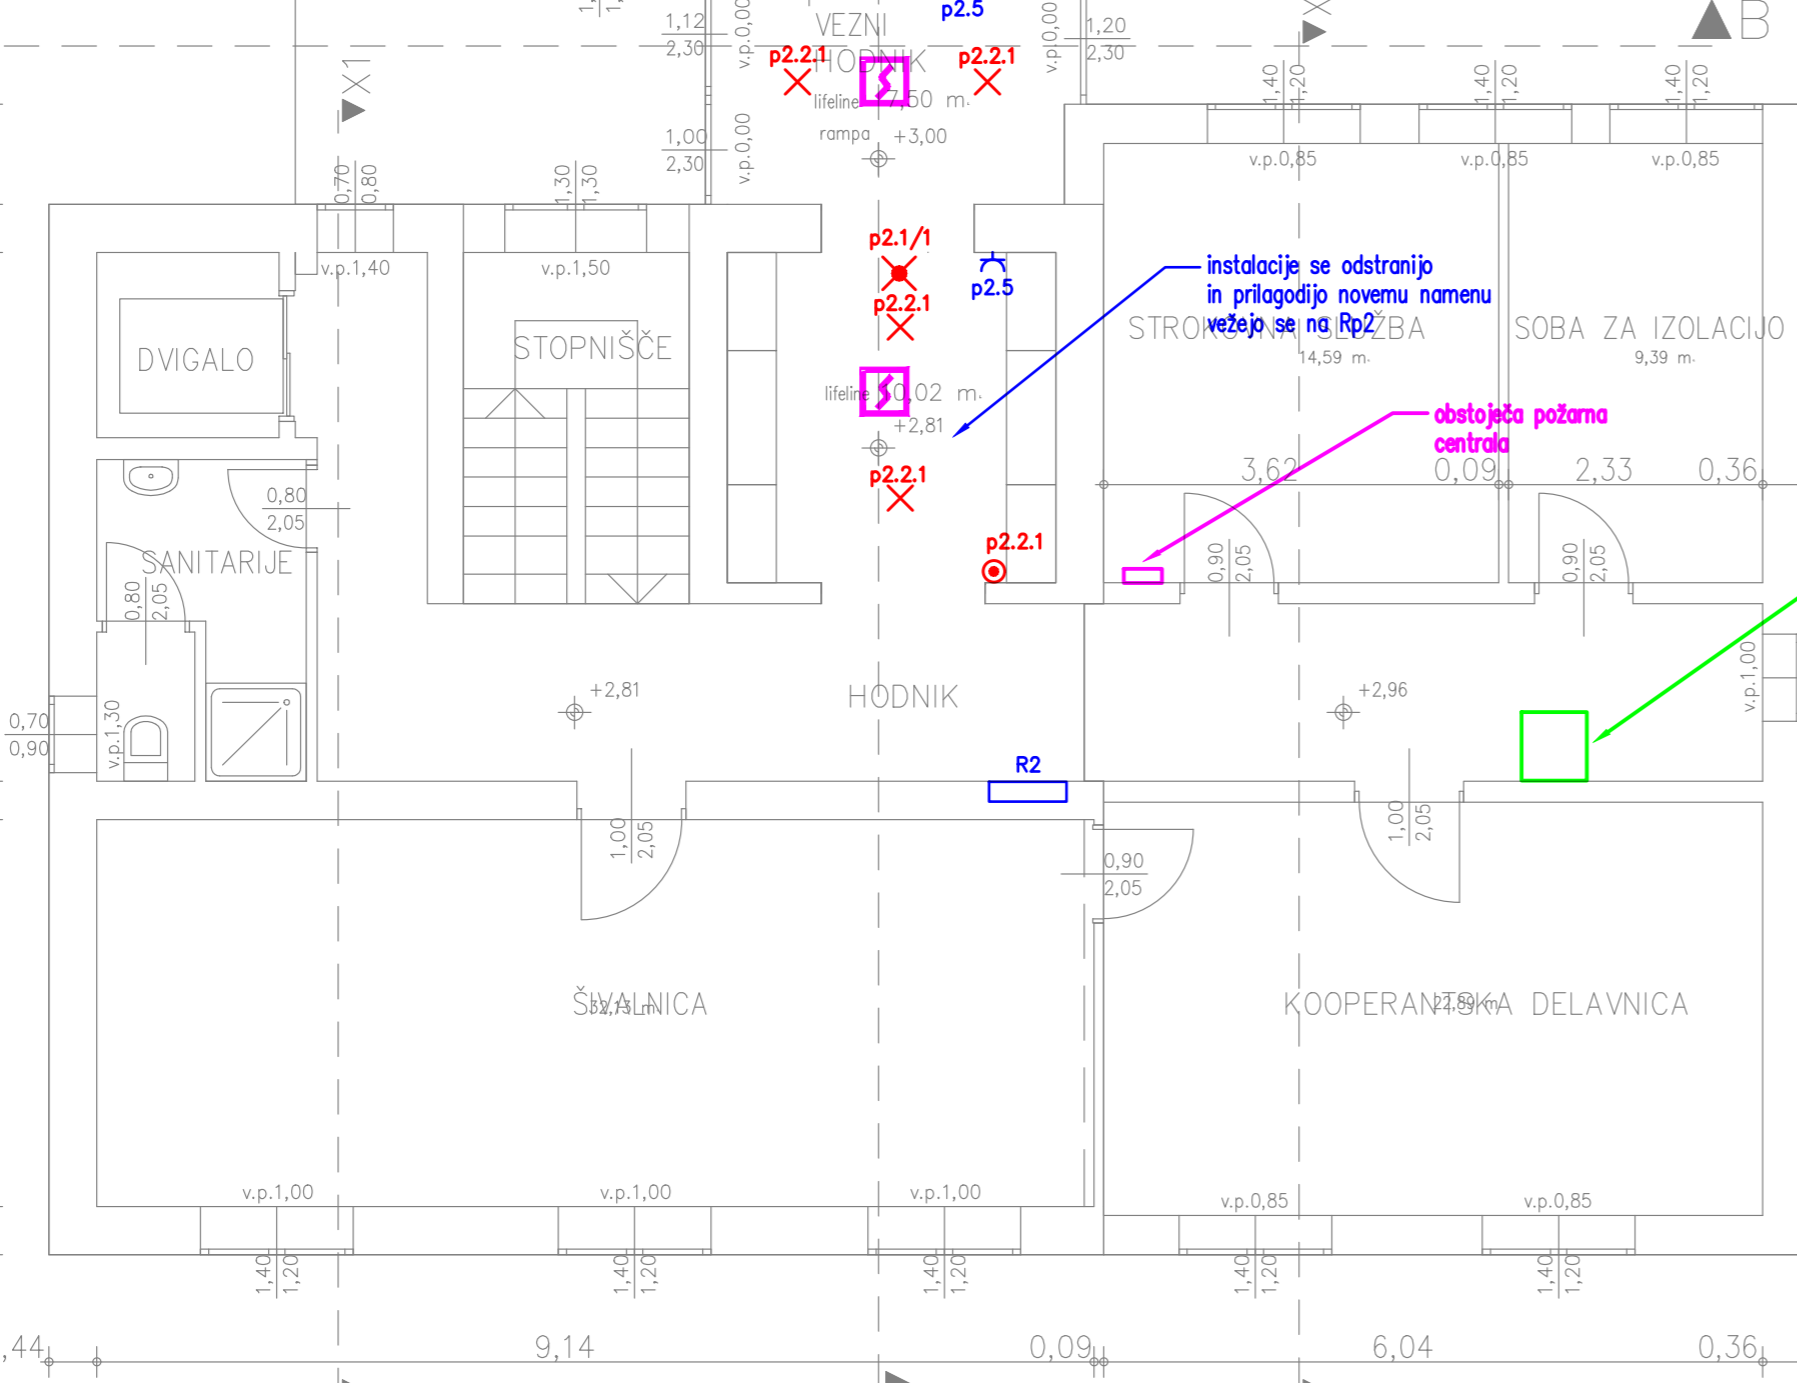 p2.5
1,12
2,30
v.p.0,00
VEZNI
HODNIK
p2.2.1
p2.2.1
lifeline 7,50 m.
rampa
+3,00
1,20
2,30
v.p.0,00
X
B
X1
1,00
2,30
v.p.0,00
1,40
1,20
1,40
1,20
1,40
1,20
v.p.0,85
v.p.0,85
v.p.0,85
0,70
0,80
1,30
1,30
v.p.1,40
v.p.1,50
p2.1/1
p2.2.1
p2.5
instalacije se odstranijo
in prilagodijo novemu namenu
vežejo se na Rp2
STROKOVNA SLUŽBA
14,59 m.
SOBA ZA IZOLACIJO
9,39 m.
DVIGALO
STOPNIŠČE
lifeline 0,02 m.
+2,81
p2.2.1
obstoječa požarna
centrala
3,62
0,09
2,33
0,36
0,80
2,05
SANITARIJE
0,80
2,05
p2.2.1
0,90
2,05
0,90
2,05
v.p.1,00
+2,81
HODNIK
+2,96
0,70
0,90
v.p.1,30
R2
1,00
2,05
0,90
2,05
1,00
2,05
ŠIVALNICA
32,13 m.
KOOPERANTSKA DELAVNICA
22,89 m.
v.p.1,00
v.p.1,00
v.p.1,00
v.p.0,85
v.p.0,85
1,40
1,20
1,40
1,20
1,40
1,20
1,40
1,20
1,40
1,20
,44
9,14
0,09
6,04
0,36